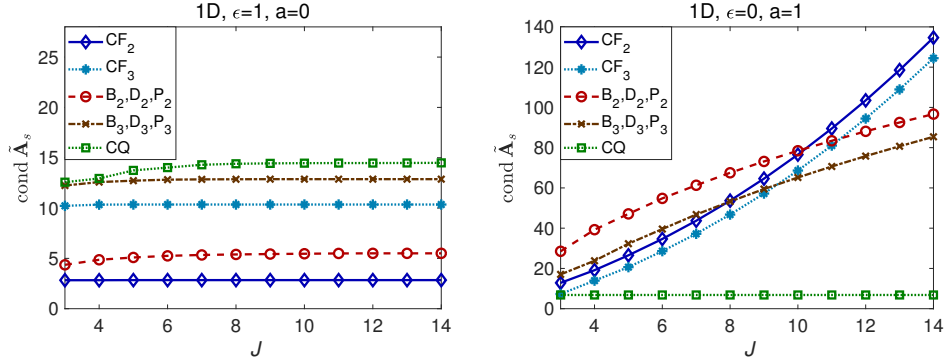 1D, ϵ=1, a=0
cond Ã_s
25
20
15
10
5
0
CF_2
CF_3
B_2,D_2,P_2
B_3,D_3,P_3
CQ
4 6 8 10 12 14
J
1D, ϵ=0, a=1
cond Ã_s
140
120
100
80
60
40
20
0
CF_2
CF_3
B_2,D_2,P_2
B_3,D_3,P_3
CQ
4 6 8 10 12 14
J